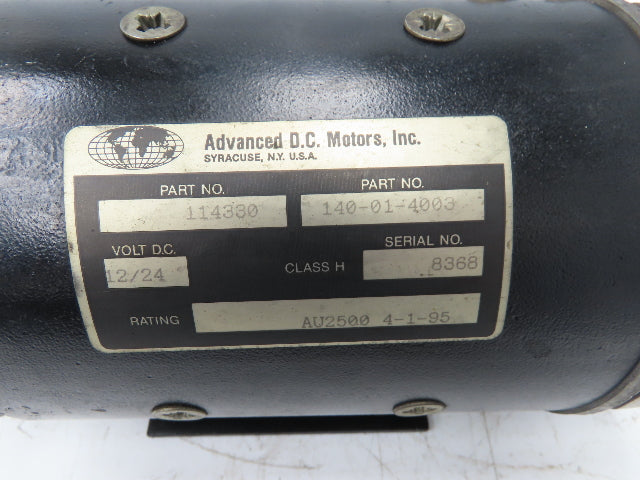 Advanced D.C. Motors, Inc.
SYRACUSE, N.Y. U.S.A.
PART NO. PART NO.
114330 140-01-4003
VOLT D.C. SERIAL NO.
12/24 CLASS H 8368
RATING AU2500 4-1-95